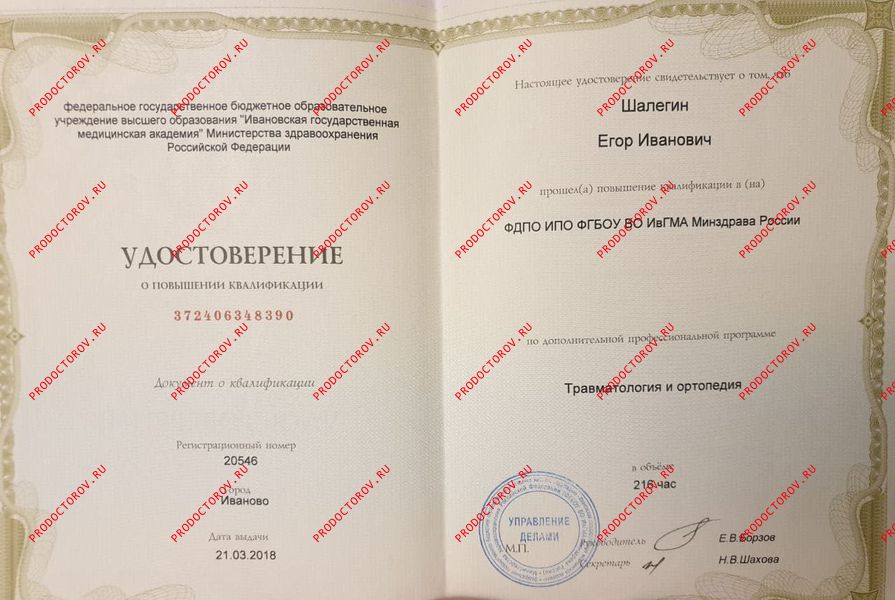 федеральное государственное бюджетное образовательное
учреждение высшего образования "Ивановская государственная
медицинская академия" Министерства здравоохранения
Российской Федерации
УДОСТОВЕРЕНИЕ
О ПОВЫШЕНИИ КВАЛИФИКАЦИИ
372406348390
Документ о квалификации
Регистрационный номер
20546
Город
Иваново
Дата выдачи
21.03.2018
Настоящее удостоверение свидетельствует о том, что
Шалегин
Егор Иванович
прошел(а) повышение квалификации в (на)
ФДПО ИПО ФГБОУ ВО ИвГМА Минздрава России
по дополнительной профессиональной программе
Травматология и ортопедия
в объёме
216 час
УПРАВЛЕНИЕ
ДЕЛАМИ
М.П.
Руководитель Е.В.Борзов
Секретарь Н.В.Шахова
PRODOCTOROV.RU